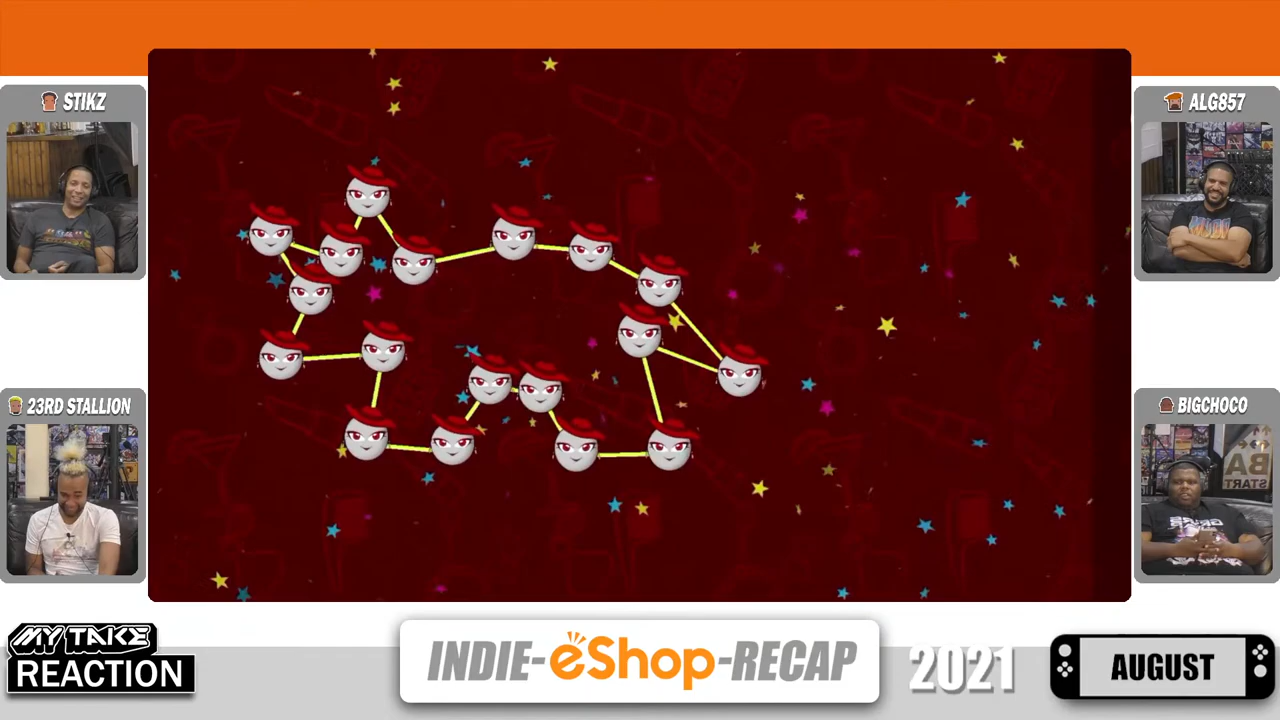 STIKZ
ALG857
23RD STALLION
BIGCHOCO
MY TAKE
REACTION
INDIE-eShop-RECAP
2021
AUGUST